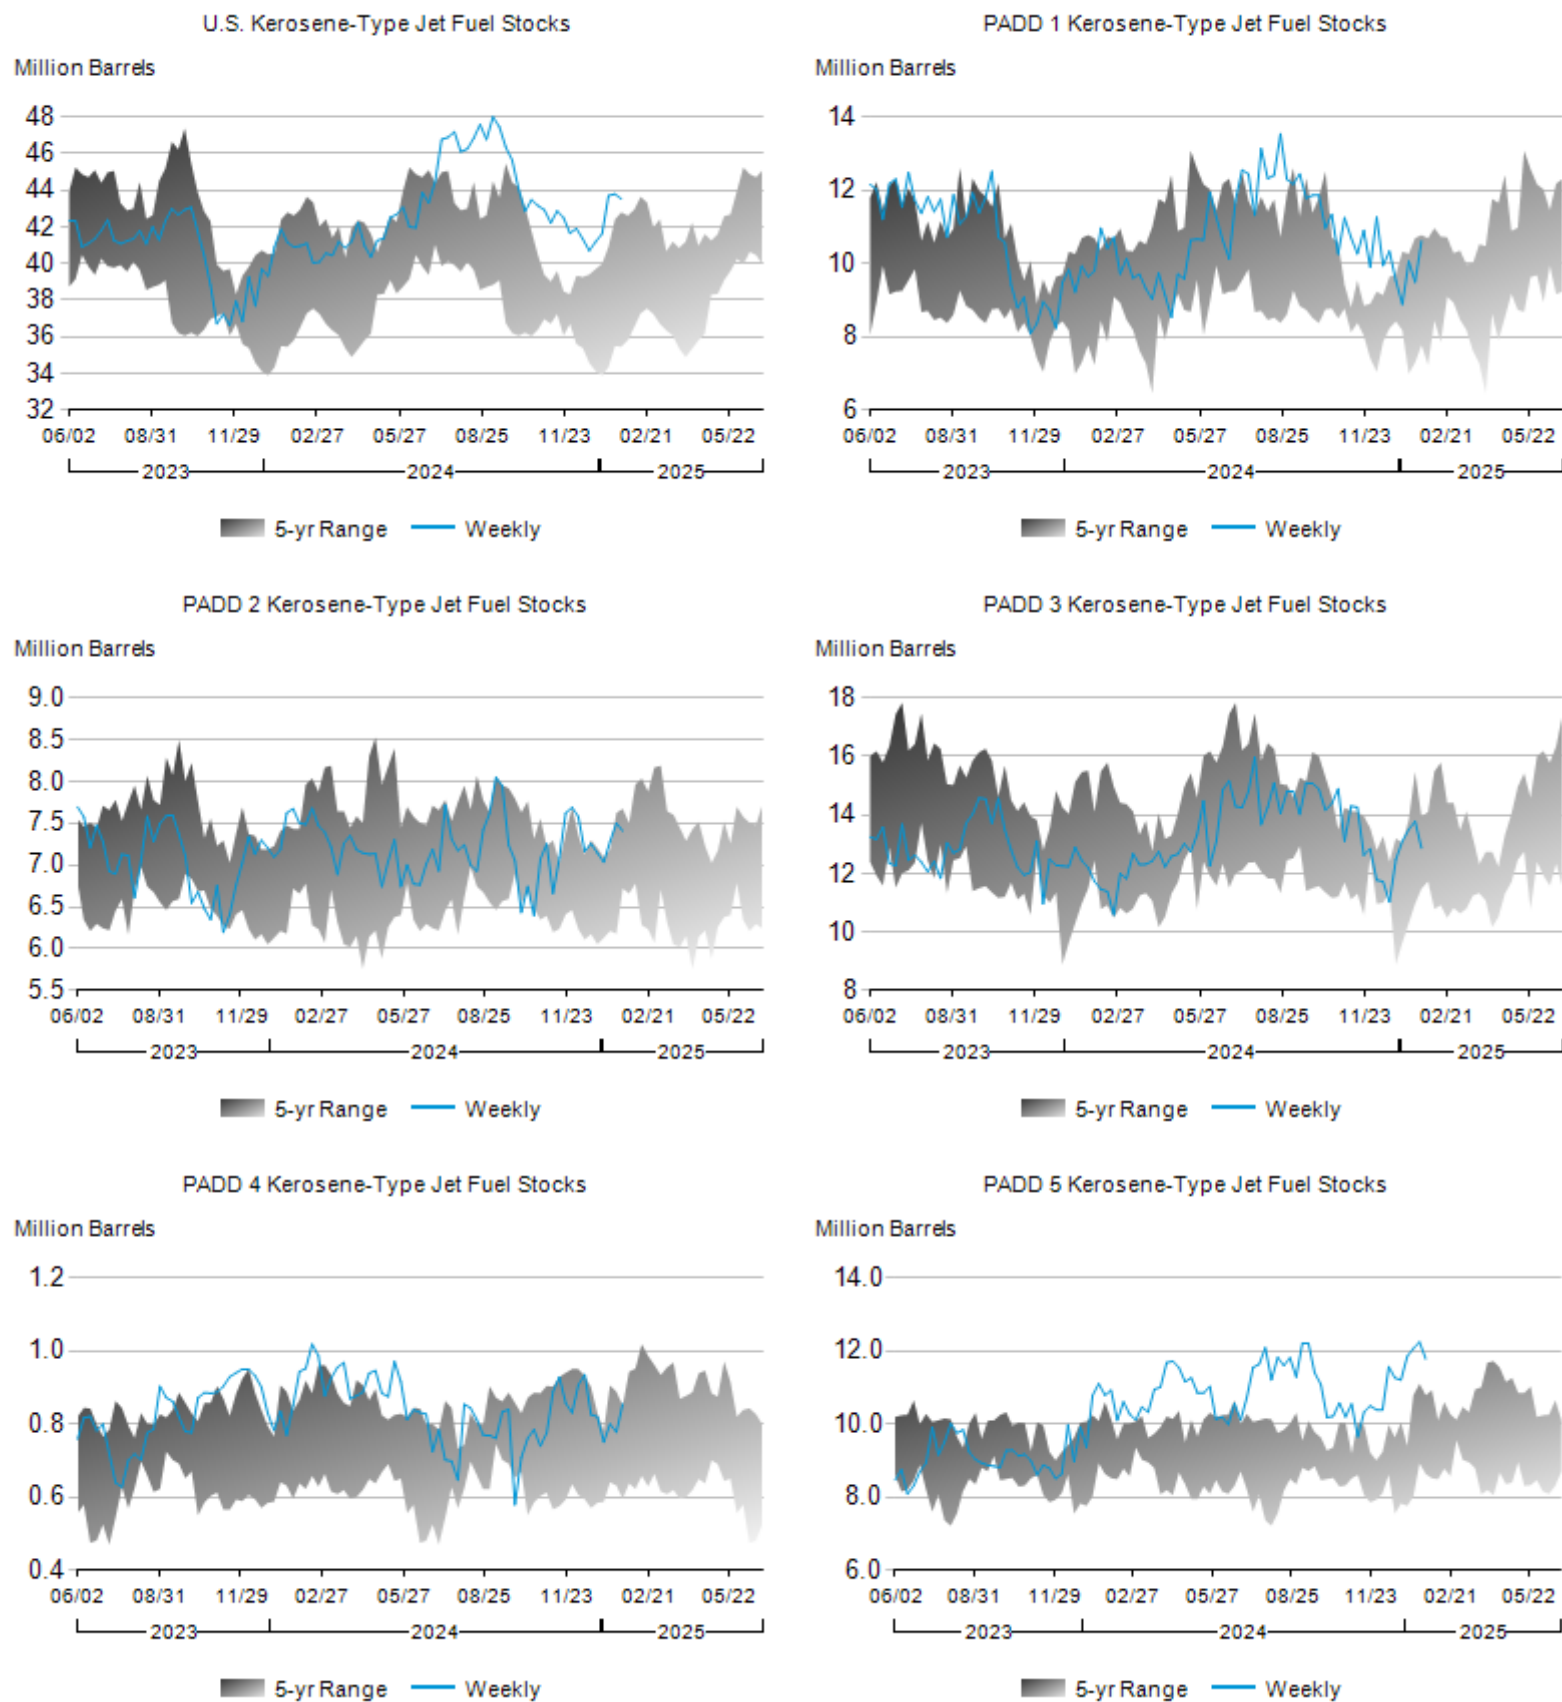 U.S. Kerosene-Type Jet Fuel Stocks
Million Barrels
48
46
44
42
40
38
36
34
32
06/02 08/31 11/29 02/27 05/27 08/25 11/23 02/21 05/22
2023 2024 2025
5-yr Range Weekly
PADD 1 Kerosene-Type Jet Fuel Stocks
Million Barrels
14
12
10
8
6
06/02 08/31 11/29 02/27 05/27 08/25 11/23 02/21 05/22
2023 2024 2025
5-yr Range Weekly
PADD 2 Kerosene-Type Jet Fuel Stocks
Million Barrels
9.0
8.5
8.0
7.5
7.0
6.5
6.0
5.5
06/02 08/31 11/29 02/27 05/27 08/25 11/23 02/21 05/22
2023 2024 2025
5-yr Range Weekly
PADD 3 Kerosene-Type Jet Fuel Stocks
Million Barrels
18
16
14
12
10
8
06/02 08/31 11/29 02/27 05/27 08/25 11/23 02/21 05/22
2023 2024 2025
5-yr Range Weekly
PADD 4 Kerosene-Type Jet Fuel Stocks
Million Barrels
1.2
1.0
0.8
0.6
0.4
06/02 08/31 11/29 02/27 05/27 08/25 11/23 02/21 05/22
2023 2024 2025
5-yr Range Weekly
PADD 5 Kerosene-Type Jet Fuel Stocks
Million Barrels
14.0
12.0
10.0
8.0
6.0
06/02 08/31 11/29 02/27 05/27 08/25 11/23 02/21 05/22
2023 2024 2025
5-yr Range Weekly